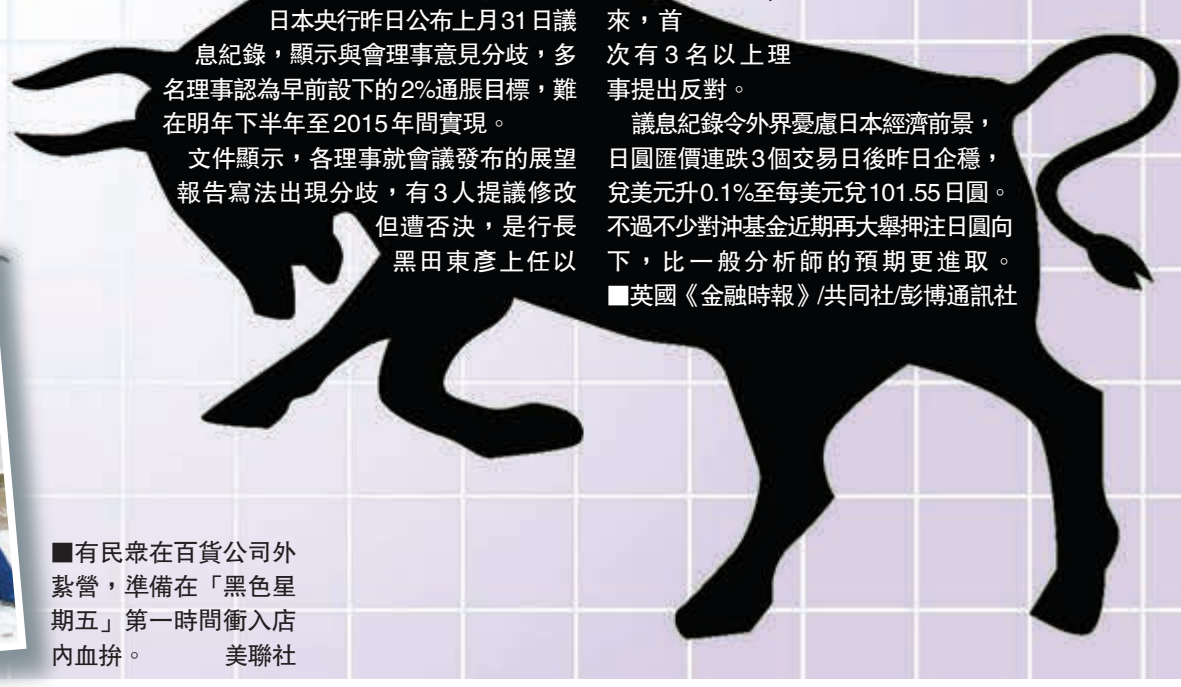 日本央行昨日公布上月31日議
息紀錄，顯示與會理事意見分歧，多
名理事認為早前設下的2%通脹目標，難
在明年下半年至2015年間實現。
文件顯示，各理事就會議發布的展望
報告寫法出現分歧，有3人提議修改
但遭否決，是行長
黑田東彥上任以
來，首
次有3名以上理
事提出反對。
議息紀錄令外界憂慮日本經濟前景，
日圓匯價連跌3個交易日後昨日企穩，
兌美元升0.1%至每美元兌101.55日圓。
不過不少對沖基金近期再大舉押注日圓向
下，比一般分析師的預期更進取。
■英國《金融時報》/共同社/彭博通訊社
■有民衆在百貨公司外
紮營，準備在「黑色星
期五」第一時間衝入店
內血拚。 美聯社